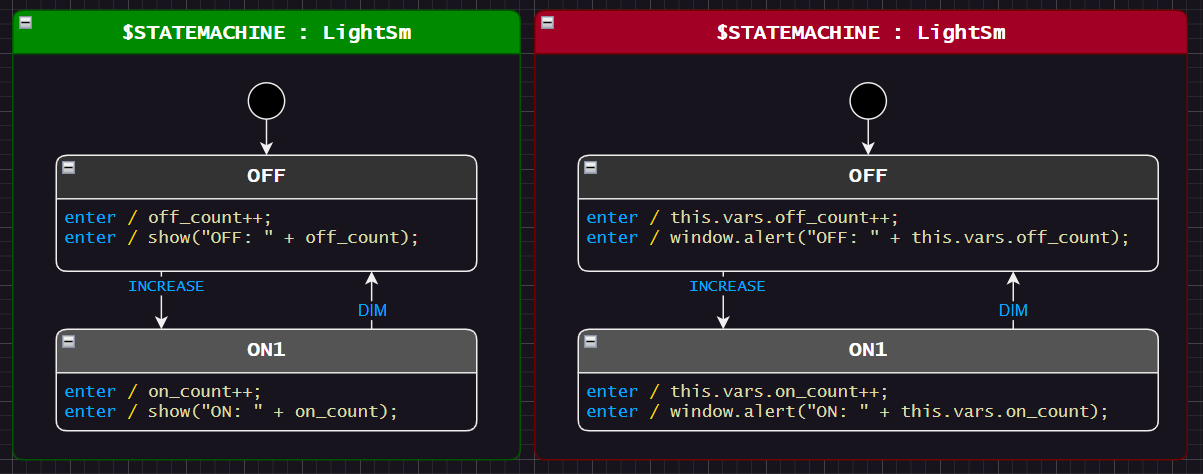 $STATEMACHINE : LightSm
OFF
enter / off_count++;
enter / show("OFF: " + off_count);
INCREASE
DIM
ON1
enter / on_count++;
enter / show("ON: " + on_count);
$STATEMACHINE : LightSm
OFF
enter / this.vars.off_count++;
enter / window.alert("OFF: " + this.vars.off_count);
INCREASE
DIM
ON1
enter / this.vars.on_count++;
enter / window.alert("ON: " + this.vars.on_count);